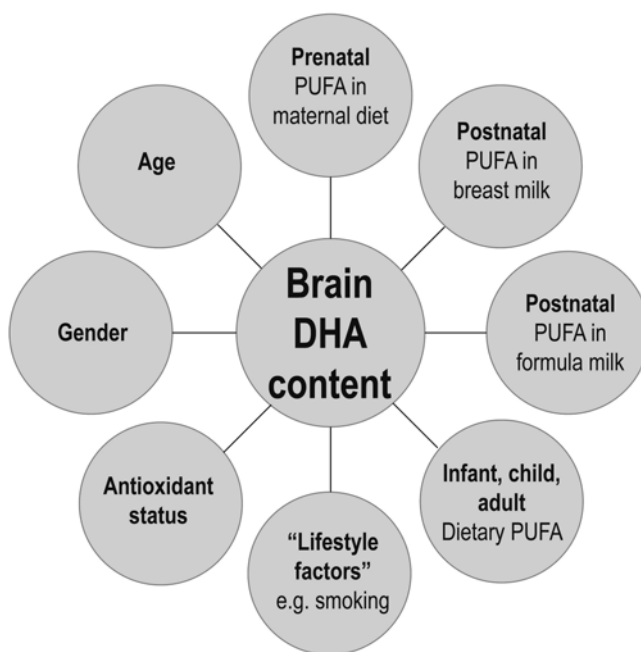 Prenatal
PUFA in
maternal diet
Postnatal
PUFA in
breast milk
Postnatal
PUFA in
formula milk
Infant, child,
adult
Dietary PUFA
“Lifestyle
factors”
e.g. smoking
Antioxidant
status
Gender
Age
Brain
DHA
content